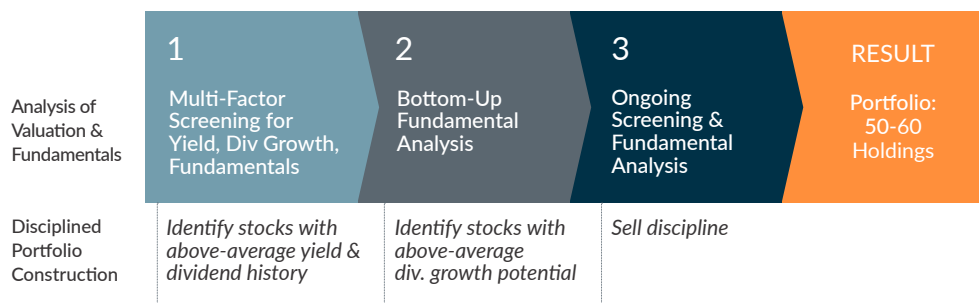 Analysis of
Valuation &
Fundamentals
1
Multi-Factor
Screening for
Yield, Div Growth,
Fundamentals
2
Bottom-Up
Fundamental
Analysis
3
Ongoing
Screening &
Fundamental
Analysis
RESULT
Portfolio:
50-60
Holdings
Disciplined
Portfolio
Construction
Identify stocks with
above-average yield &
dividend history
Identify stocks with
above-average
div. growth potential
Sell discipline